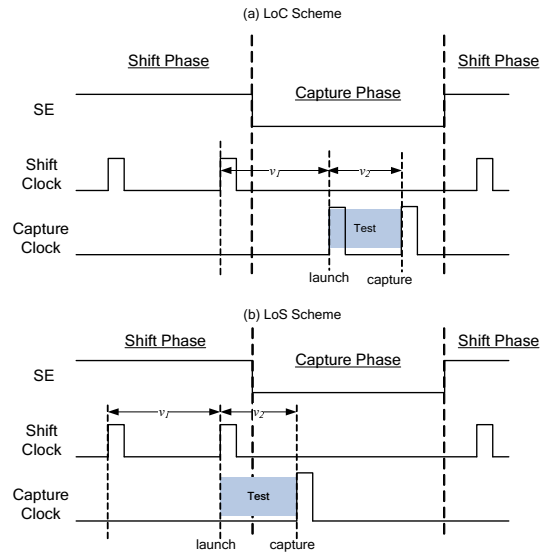 (a) LoC Scheme
Shift Phase
Shift Phase
Capture Phase
SE
Shift
Clock
v1
v2
Capture
Clock
Test
launch
capture
(b) LoS Scheme
Shift Phase
Shift Phase
Capture Phase
SE
v1
v2
Shift
Clock
Capture
Clock
Test
launch
capture